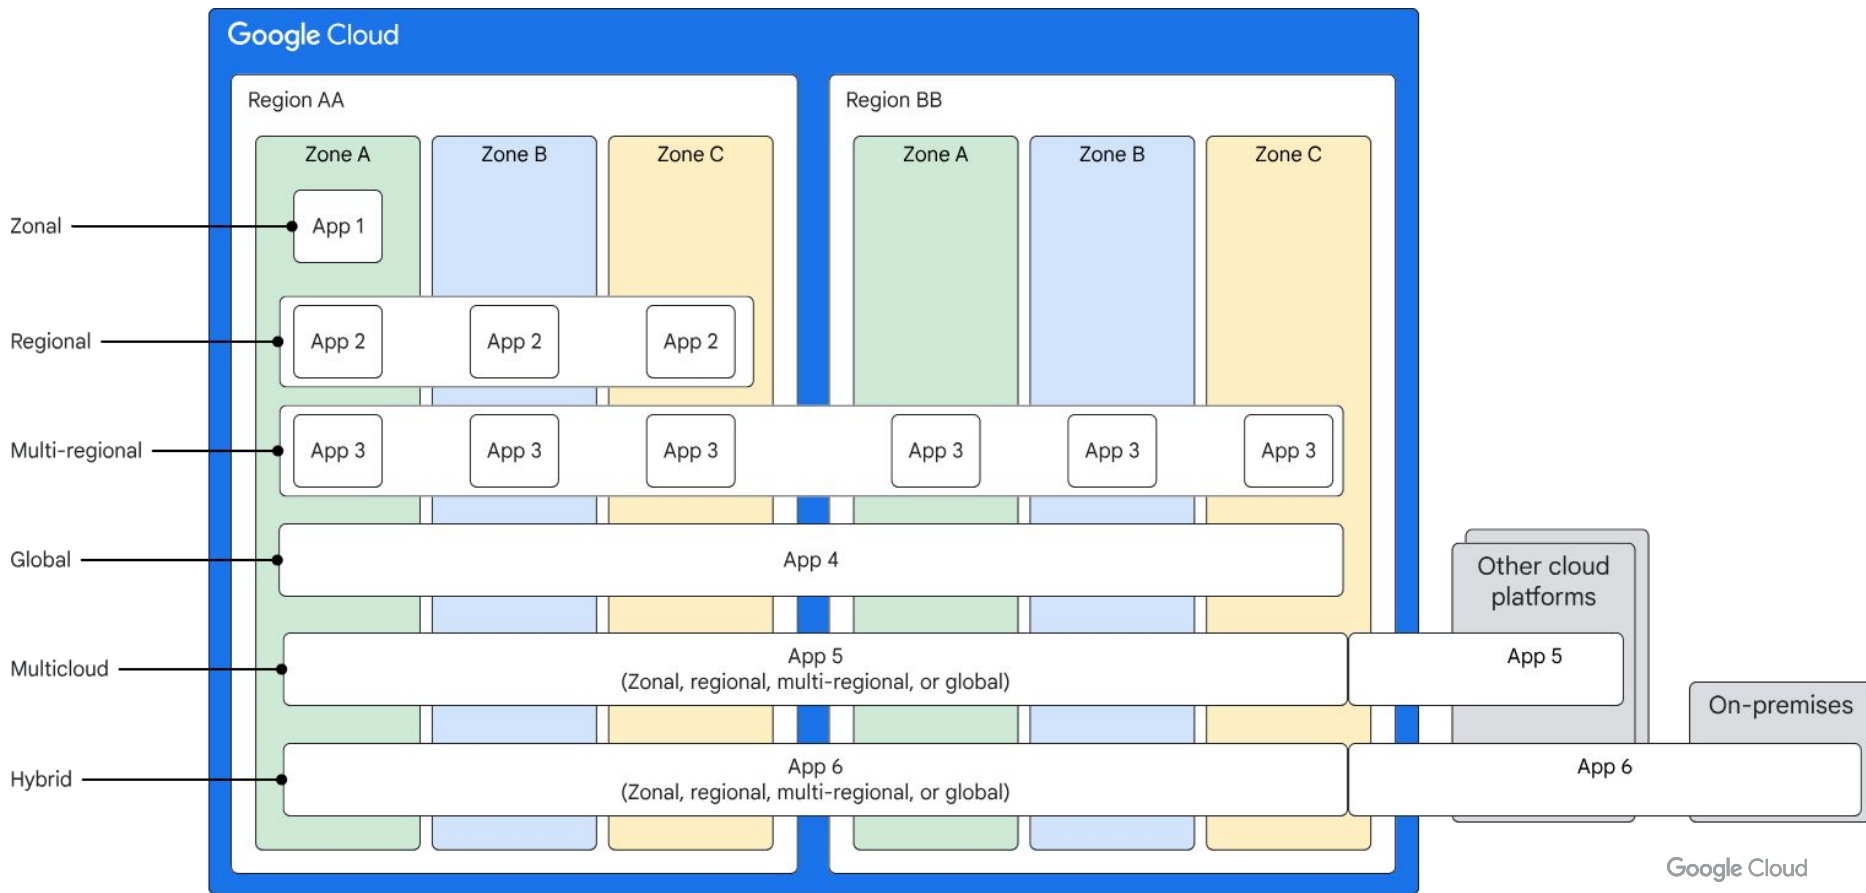 Google Cloud
Region AA
Region BB
Zone A
Zone B
Zone C
Zone A
Zone B
Zone C
Zonal
App 1
Regional
App 2
App 2
App 2
Multi-regional
App 3
App 3
App 3
App 3
App 3
App 3
Global
App 4
Other cloud
platforms
Multicloud
App 5
(Zonal, regional, multi-regional, or global)
App 5
On-premises
Hybrid
App 6
(Zonal, regional, multi-regional, or global)
App 6
Google Cloud